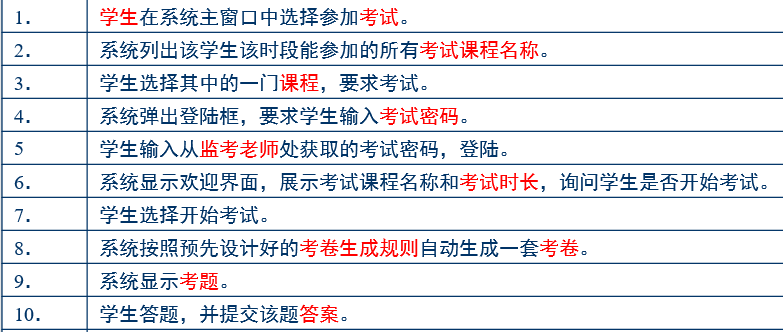 1. 学生在系统主窗口中选择参加考试。
2. 系统列出该学生该时段能参加的所有考试课程名称。
3. 学生选择其中的一门课程，要求考试。
4. 系统弹出登陆框，要求学生输入考试密码。
5 学生输入从监考老师处获取的考试密码，登陆。
6. 系统显示欢迎界面，展示考试课程名称和考试时长，询问学生是否开始考试。
7. 学生选择开始考试。
8. 系统按照预先设计好的考卷生成规则自动生成一套考卷。
9. 系统显示考题。
10. 学生答题，并提交该题答案。